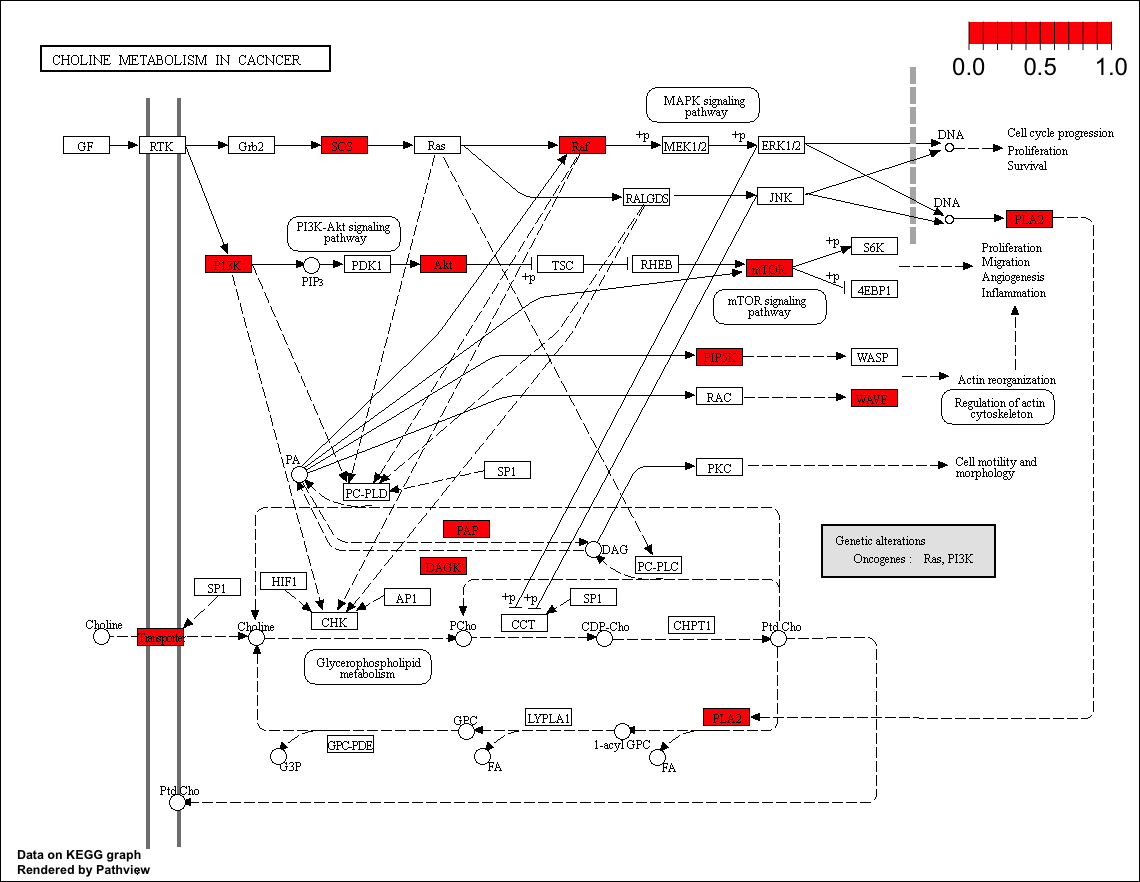 CHOLINE METABOLISM IN CACNCER
0.0 0.5 1.0
MAPK signaling
pathway
GF
RTK
Grb2
SOS
Ras
Raf
+p
MEK1/2
+p
ERK1/2
DNA
Cell cycle progression
Proliferation
Survival
RALGDS
JNK
DNA
PLA2
PI3K-Akt signaling
pathway
PI3K
PIP3
PDK1
Akt
+p
TSC
RHEB
mTOR
+p
S6K
+p
4EBP1
Proliferation
Migration
Angiogenesis
Inflammation
mTOR signaling
pathway
PIP5K
WASP
Actin reorganization
RAC
WAVE
Regulation of actin
cytoskeleton
PA
SP1
PC-PLD
PKC
Cell motility and
morphology
PAP
DAG
DAGK
PC-PLC
Genetic alterations
Oncogenes : Ras, PI3K
SP1
HIF1
AP1
CHK
+p
+p
SP1
CCT
Choline
Transporter
Choline
PCho
CDP-Cho
CHPT1
Ptd Cho
Glycerophospholipid
metabolism
GPC
LYPLA1
PLA2
GPC-PDE
1-acyl GPC
G3P
FA
FA
Ptd Cho
Data on KEGG graph
Rendered by Pathview